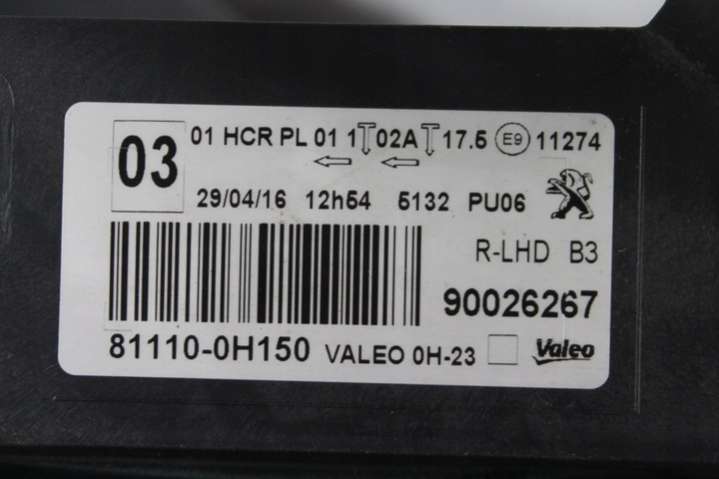 03
01 HCR PL 01 1 02A 17.5 E9 11274
29/04/16 12h54 5132 PU06
R-LHD B3
90026267
81110-0H150 VALEO 0H-23 Valeo